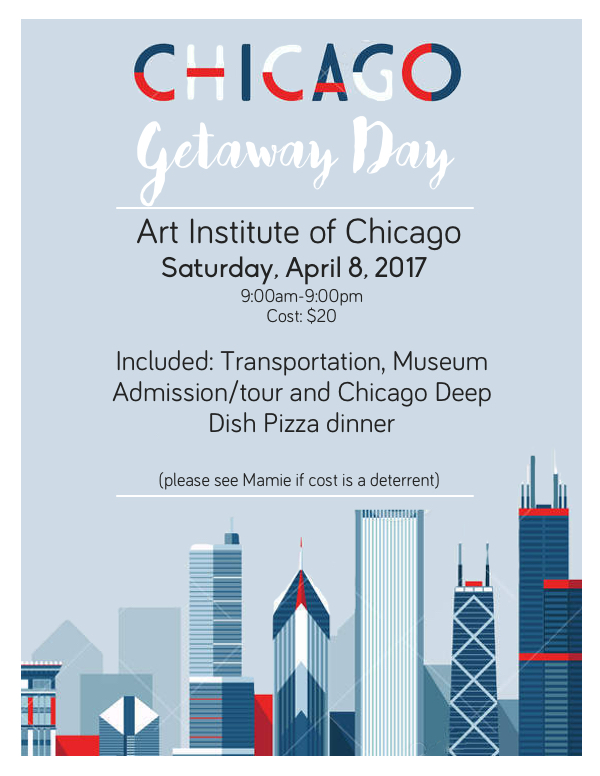 CHICAGO
Getaway Day
Art Institute of Chicago
Saturday, April 8, 2017
9:00am-9:00pm
Cost: $20
Included: Transportation, Museum
Admission/tour and Chicago Deep
Dish Pizza dinner
(please see Mamie if cost is a deterrent)